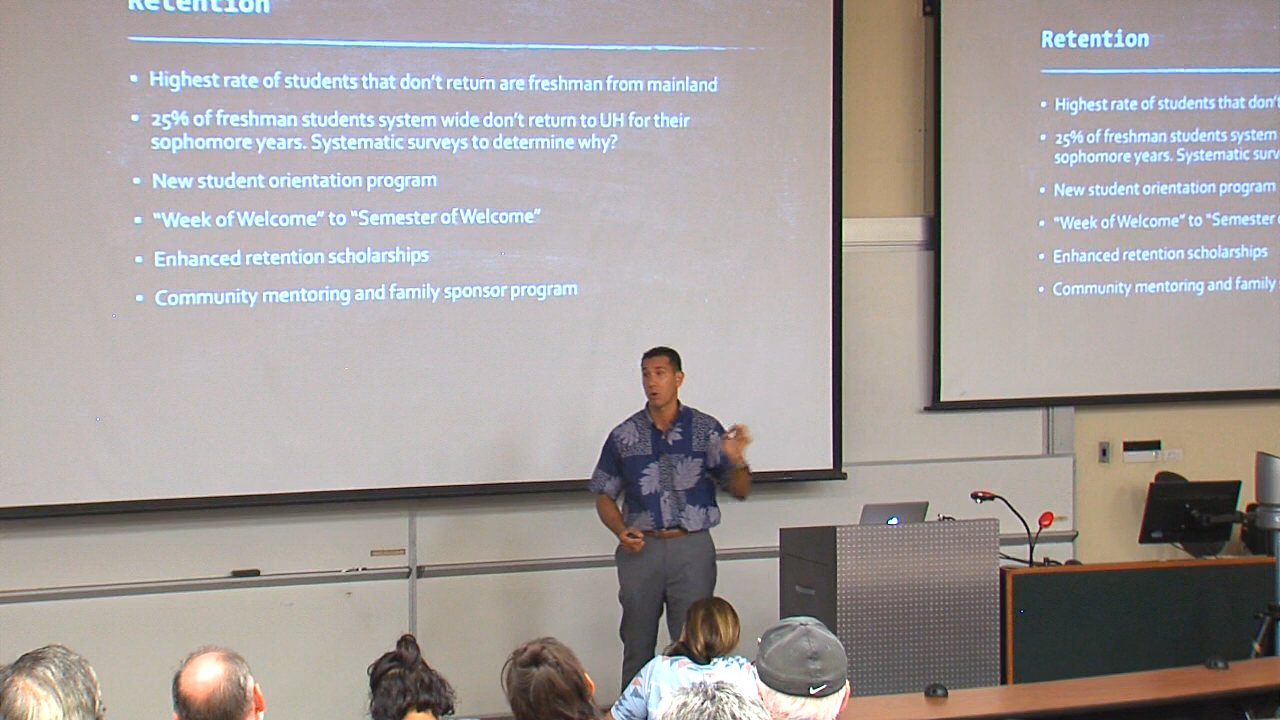 Retention
• Highest rate of students that don't return are freshman from mainland
• 25% of freshman students system wide don't return to UH for their
sophomore years. Systematic surveys to determine why?
• New student orientation program
• "Week of Welcome" to "Semester of Welcome"
• Enhanced retention scholarships
• Community mentoring and family sponsor program
Retention
• Highest rate of students that don't
• 25% of freshman students system
sophomore years. Systematic surv
• New student orientation program
• "Week of Welcome" to "Semester
• Enhanced retention scholarships
• Community mentoring and family